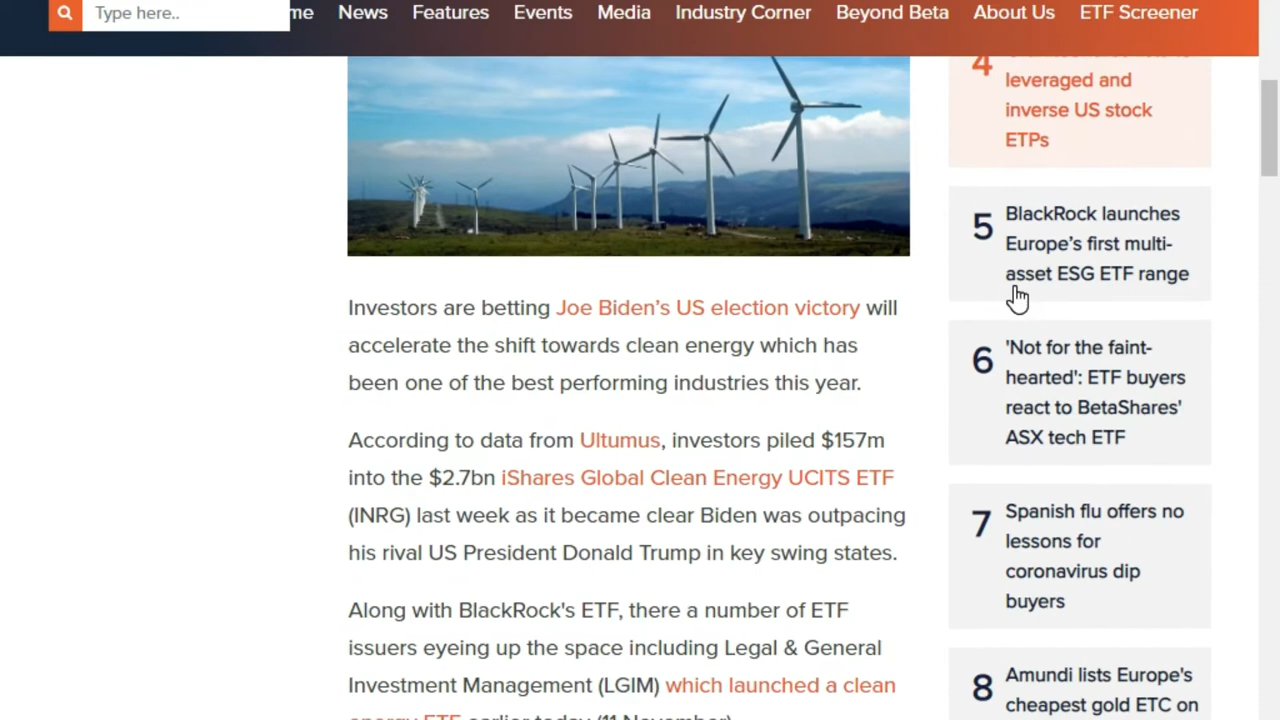 Type here..
me News Features Events Media Industry Corner Beyond Beta About Us ETF Screener
Investors are betting Joe Biden’s US election victory will
accelerate the shift towards clean energy which has
been one of the best performing industries this year.
According to data from Ultumus, investors piled $157m
into the $2.7bn iShares Global Clean Energy UCITS ETF
(INRG) last week as it became clear Biden was outpacing
his rival US President Donald Trump in key swing states.
Along with BlackRock's ETF, there a number of ETF
issuers eyeing up the space including Legal & General
Investment Management (LGIM) which launched a clean
energy ETF earlier today (11 November).
4
leveraged and
inverse US stock
ETPs
5
BlackRock launches
Europe’s first multi-
asset ESG ETF range
6
'Not for the faint-
hearted': ETF buyers
react to BetaShares'
ASX tech ETF
7
Spanish flu offers no
lessons for
coronavirus dip
buyers
8
Amundi lists Europe's
cheapest gold ETC on